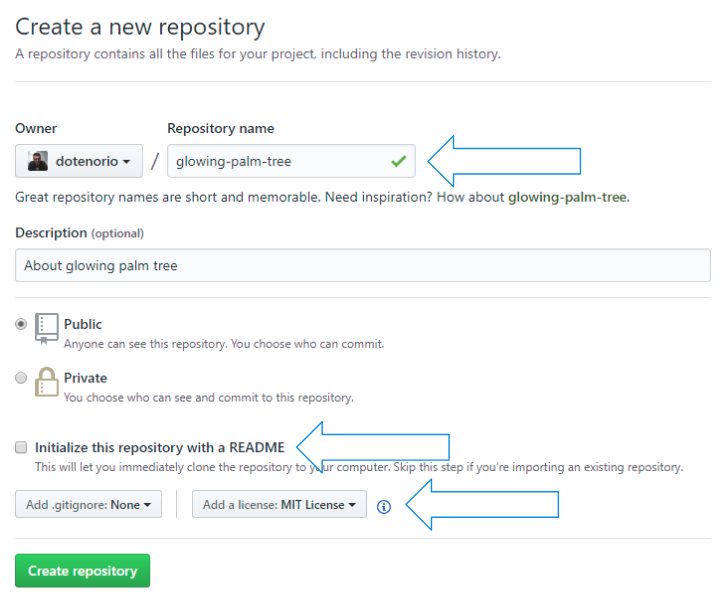 Create a new repository
A repository contains all the files for your project, including the revision history.
Owner Repository name
dotenorio / glowing-palm-tree
Great repository names are short and memorable. Need inspiration? How about glowing-palm-tree.
Description (optional)
About glowing palm tree
Public
Anyone can see this repository. You choose who can commit.
Private
You choose who can see and commit to this repository.
Initialize this repository with a README
This will let you immediately clone the repository to your computer. Skip this step if you're importing an existing repository.
Add .gitignore: None Add a license: MIT License
Create repository